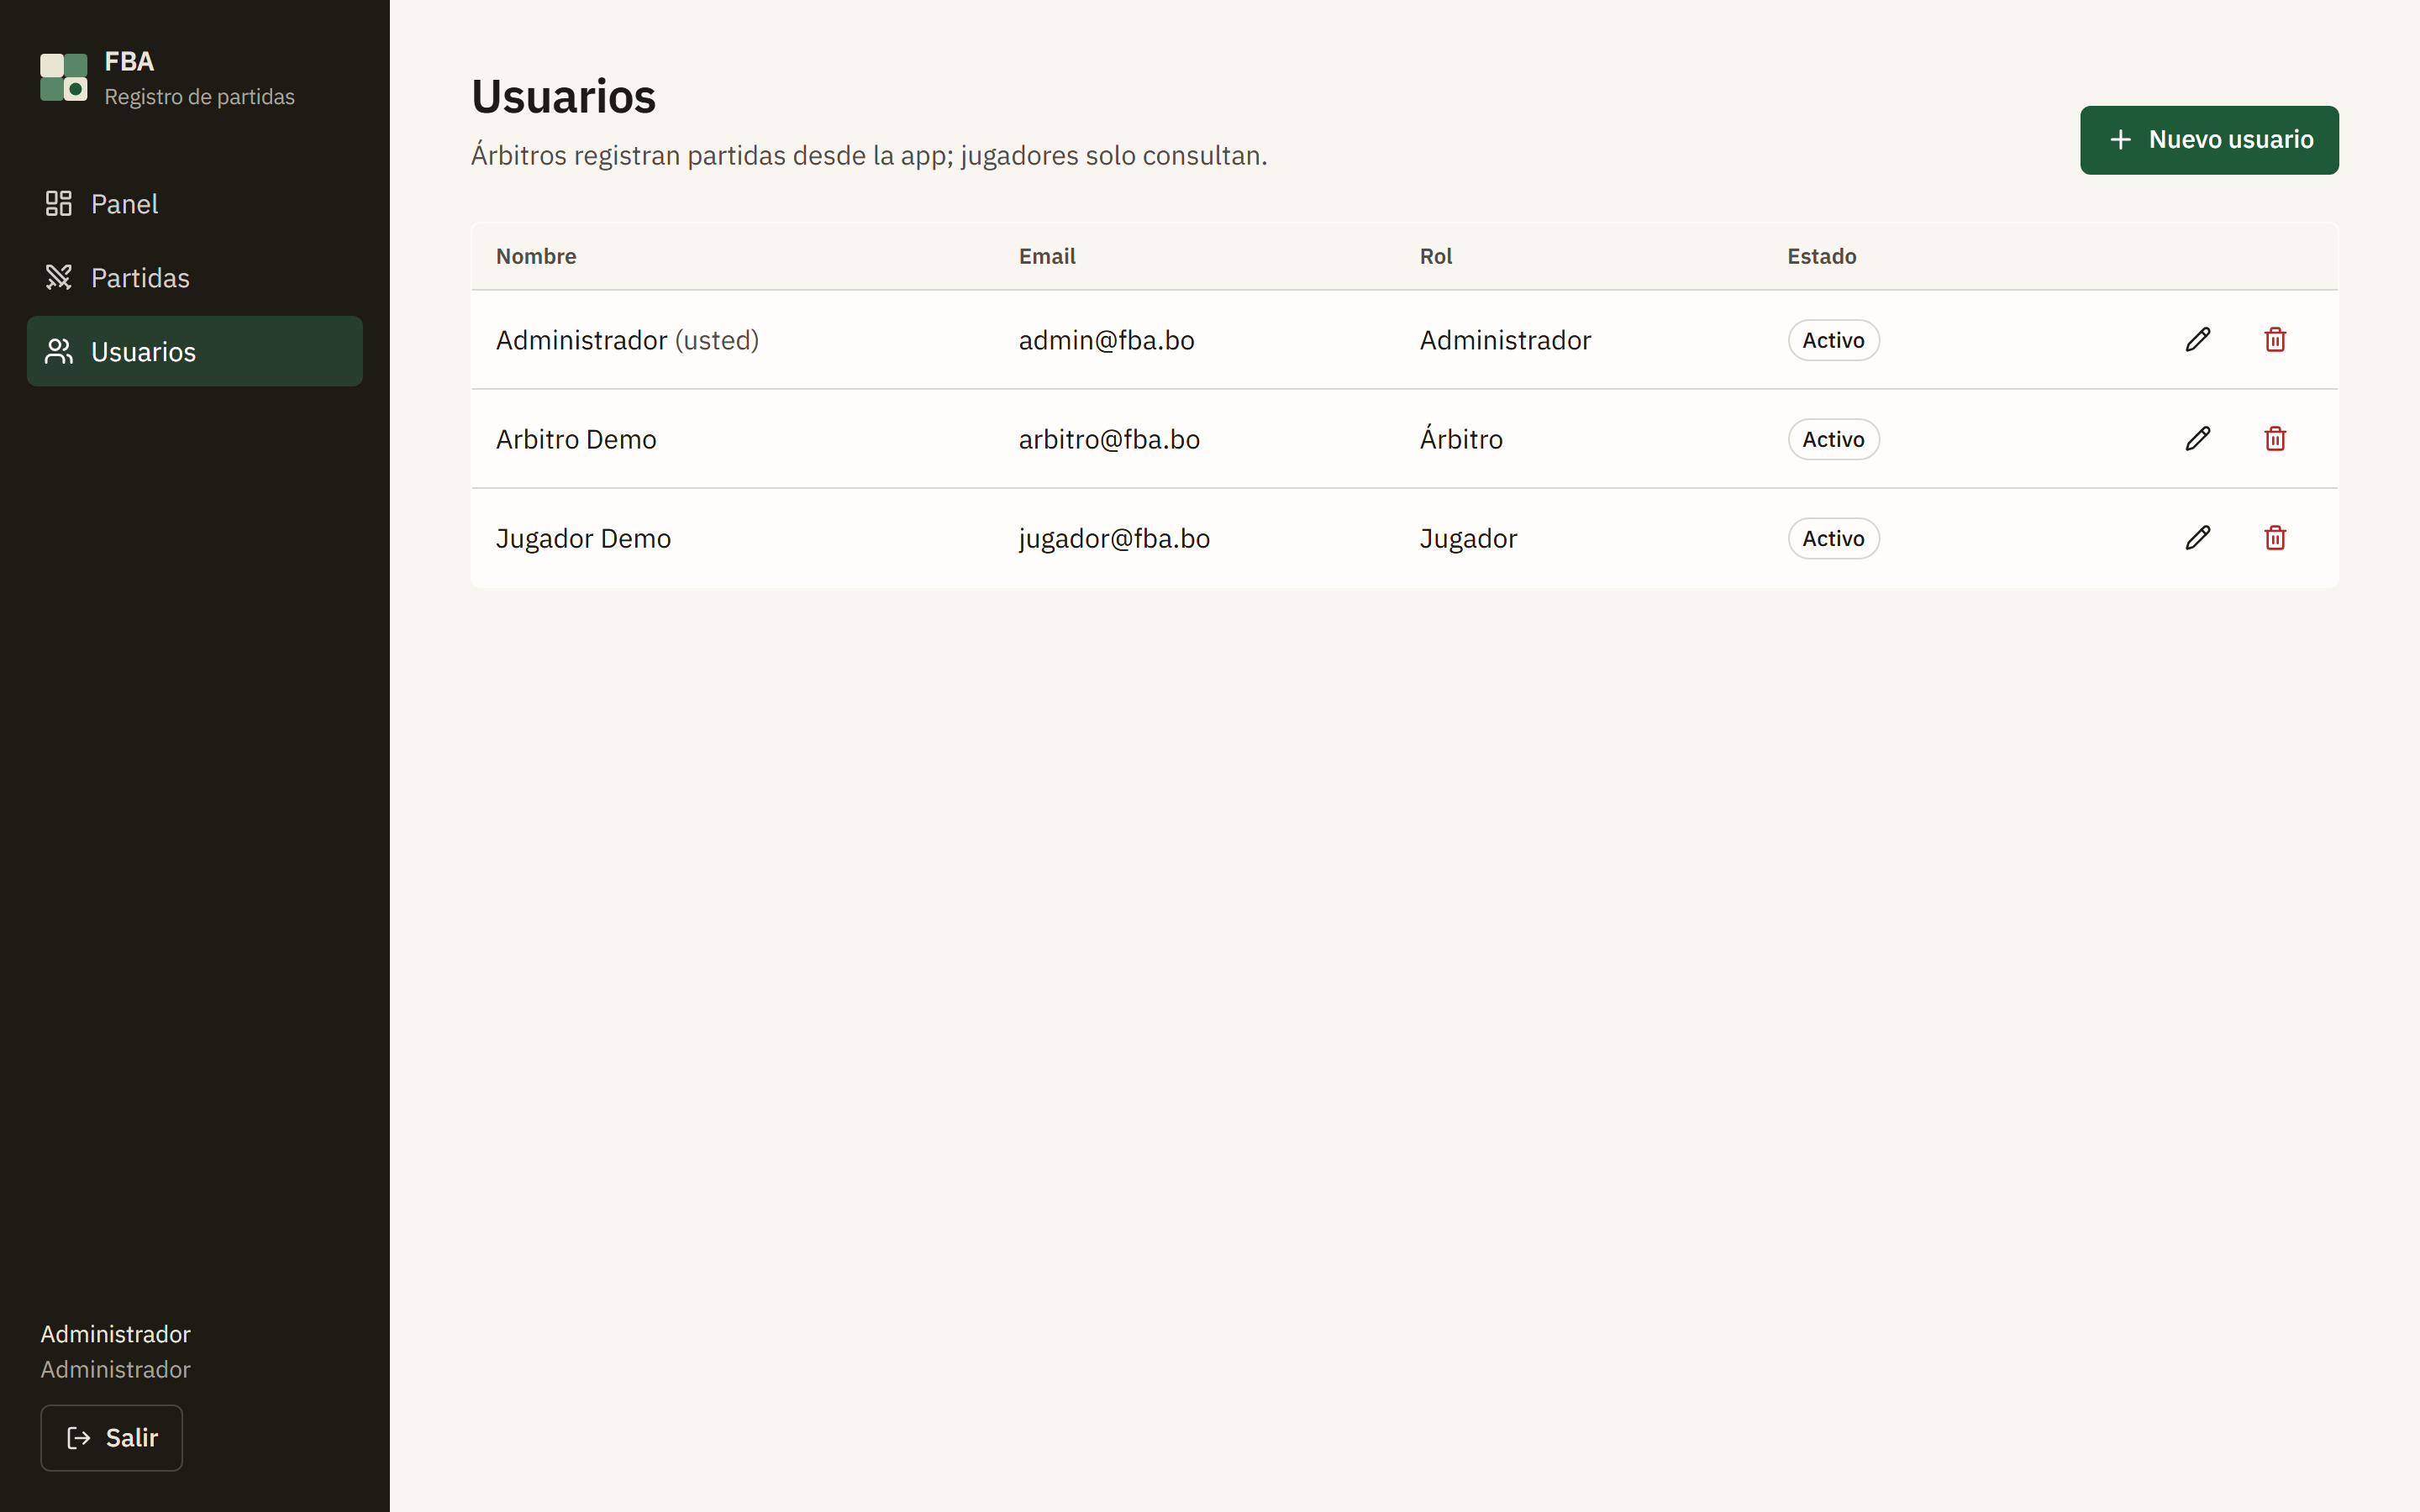 FBA
Registro de partidas
Panel
Partidas
Usuarios
Administrador
Administrador
Salir
Usuarios
Árbitros registran partidas desde la app; jugadores solo consultan.
Nuevo usuario
Nombre Email Rol Estado
Administrador (usted) admin@fba.bo Administrador Activo
Arbitro Demo arbitro@fba.bo Árbitro Activo
Jugador Demo jugador@fba.bo Jugador Activo